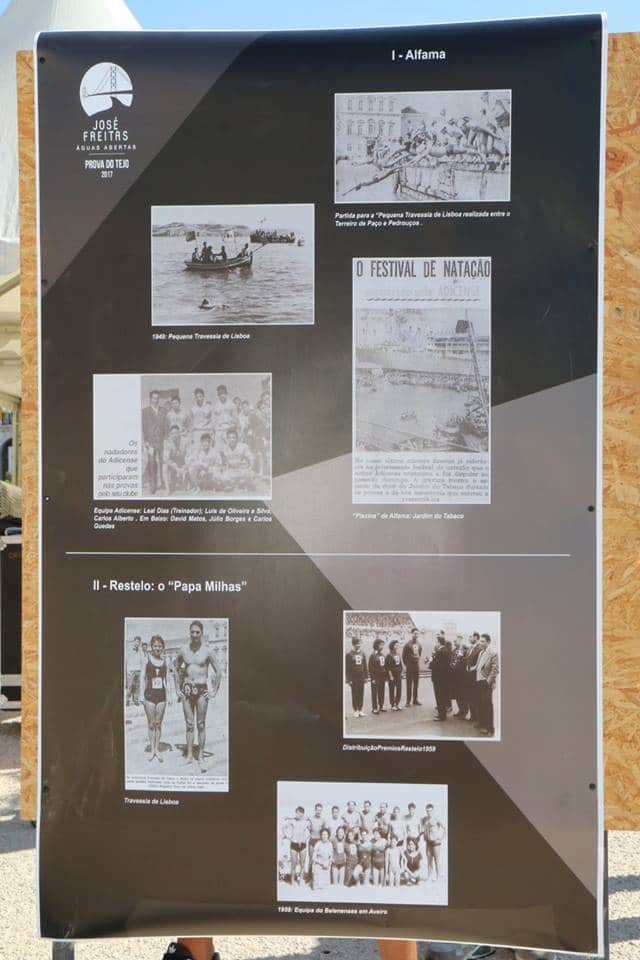 JOSÉ
FREITAS
ÁGUAS ABERTAS
PROVA DO TEJO
2017
I - Alfama
Partida para a "Pequena Travessia de Lisboa realizada entre o
Terreiro de Paço e Pedrouços .
1949: Pequena Travessia de Lisboa
O FESTIVAL DE NATAÇÃO
ADICENSE
"Piscina" de Alfama: Jardim do Tabaco
Os
nadadores
do Adicense
que
participaram
nas provas
pelo seu clube
Equipa Adicense: Leal Dias (Treinador); Luis de Oliveira e Silva,
Carlos Alberto . Em Baixo: David Matos, Júlio Borges e Carlos
Guedes
II - Restelo: o "Papa Milhas"
Travessia de Lisboa
DistribuiçãoPremiosRestelo1959
1959: Equipa do Belenenses em Aveiro